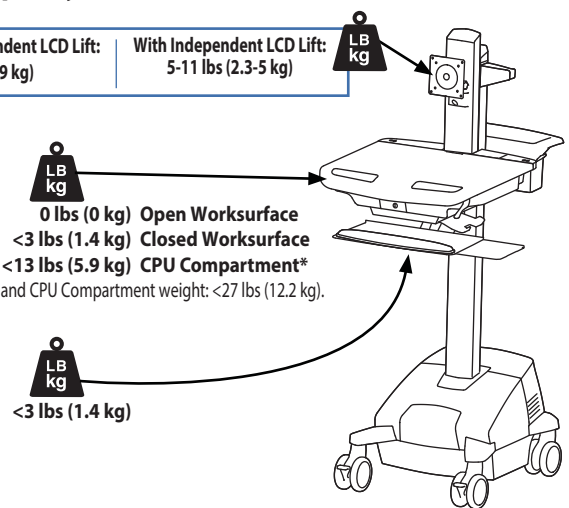 ndent LCD Lift:
9 kg)
With Independent LCD Lift:
5-11 lbs (2.3-5 kg)
LB
kg
LB
kg
0 lbs (0 kg) Open Worksurface
<3 lbs (1.4 kg) Closed Worksurface
<13 lbs (5.9 kg) CPU Compartment*
and CPU Compartment weight: <27 lbs (12.2 kg).
LB
kg
<3 lbs (1.4 kg)